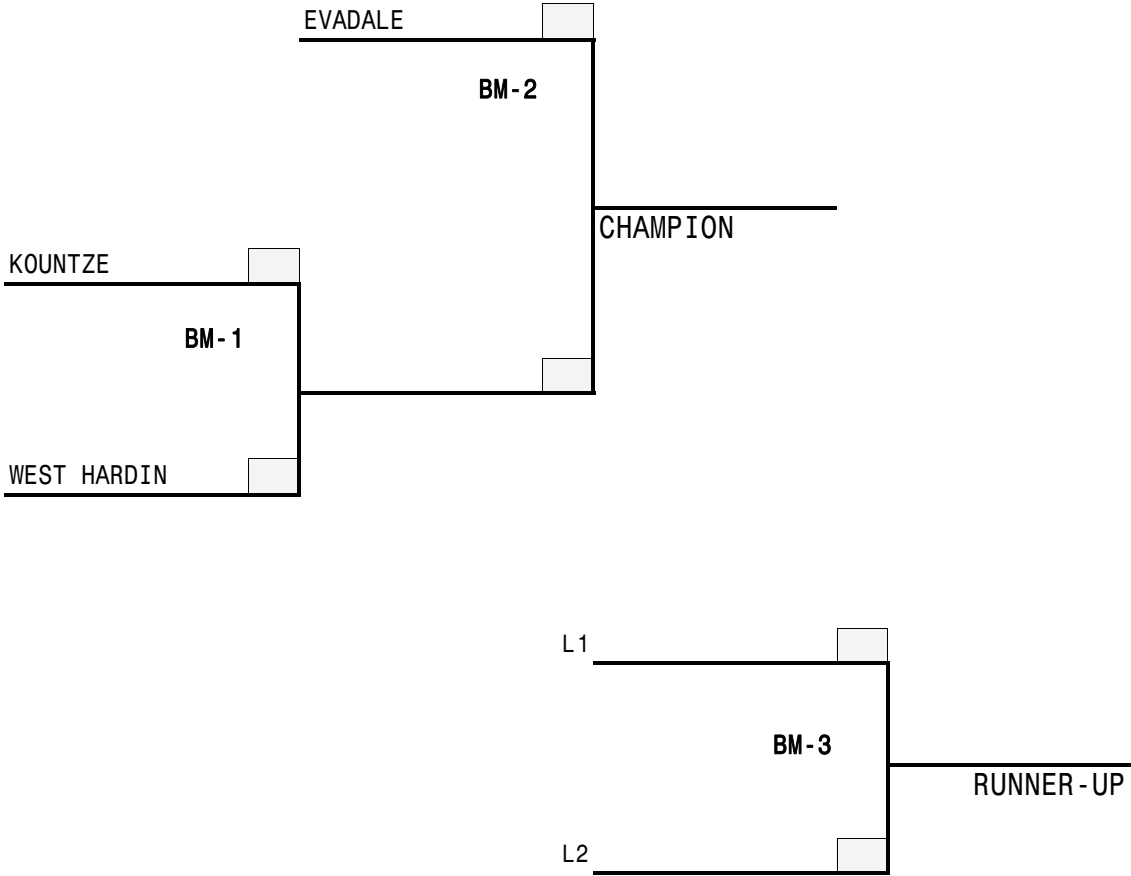 EVADALE
BM-2
CHAMPION
KOUNTZE
BM-1
WEST HARDIN
L1
BM-3
RUNNER-UP
L2